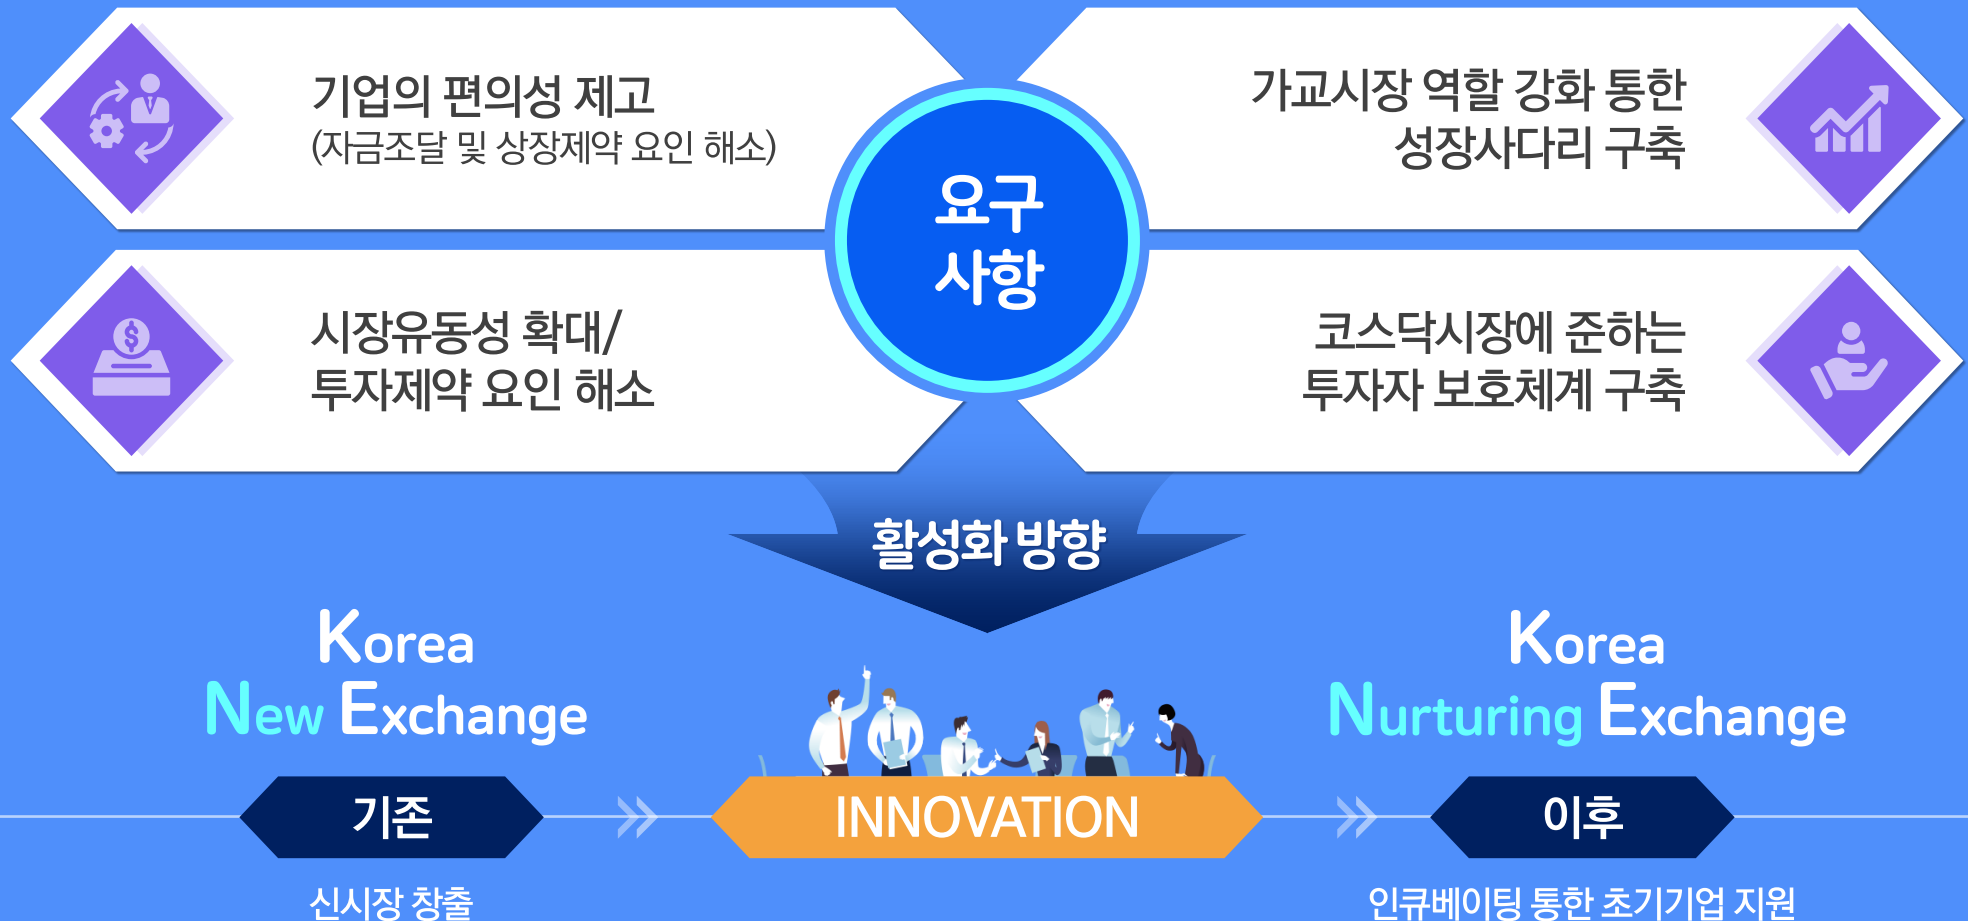 기업의 편의성 제고
(자금조달 및 상장제약 요인 해소)
가교시장 역할 강화 통한
성장사다리 구축
요구
사항
시장유동성 확대/
투자제약 요인 해소
코스닥시장에 준하는
투자자 보호체계 구축
활성화 방향
Korea
New Exchange
Korea
Nurturing Exchange
기존
INNOVATION
이후
신시장 창출
인큐베이팅 통한 초기기업 지원